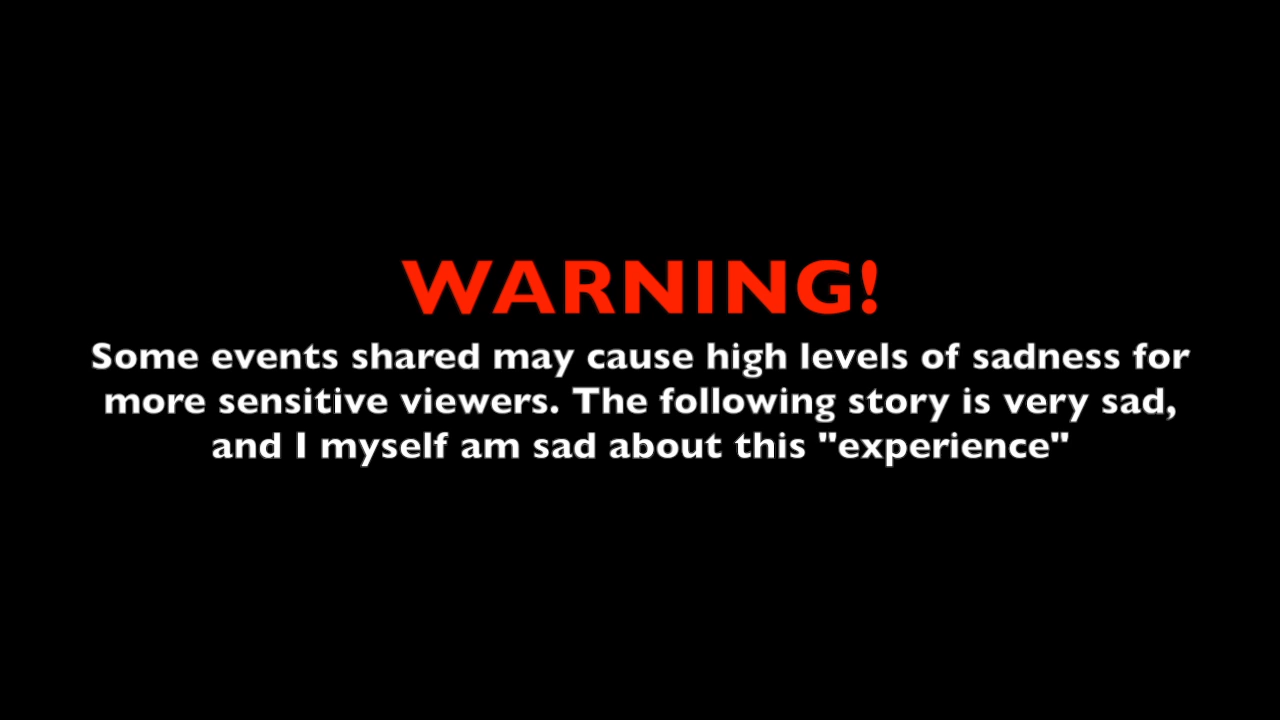 WARNING!
Some events shared may cause high levels of sadness for
more sensitive viewers. The following story is very sad,
and I myself am sad about this "experience"